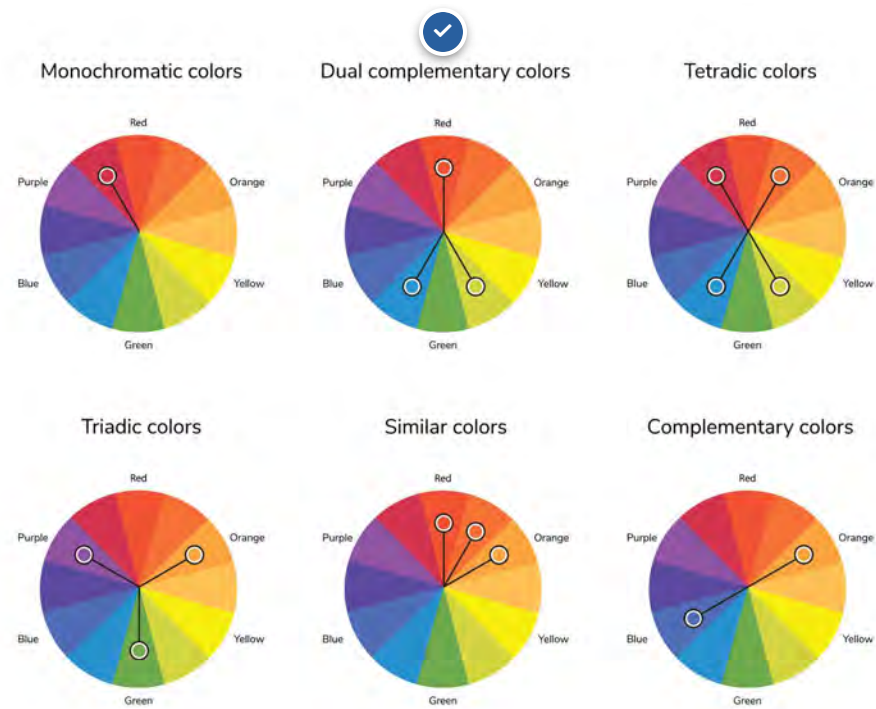 Monochromatic colors
Dual complementary colors
Tetradic colors
Red
Purple
Orange
Blue
Yellow
Green
Red
Purple
Orange
Blue
Yellow
Green
Red
Purple
Orange
Blue
Yellow
Green
Triadic colors
Similar colors
Complementary colors
Red
Purple
Orange
Blue
Yellow
Green
Red
Purple
Orange
Blue
Yellow
Green
Red
Purple
Orange
Blue
Yellow
Green